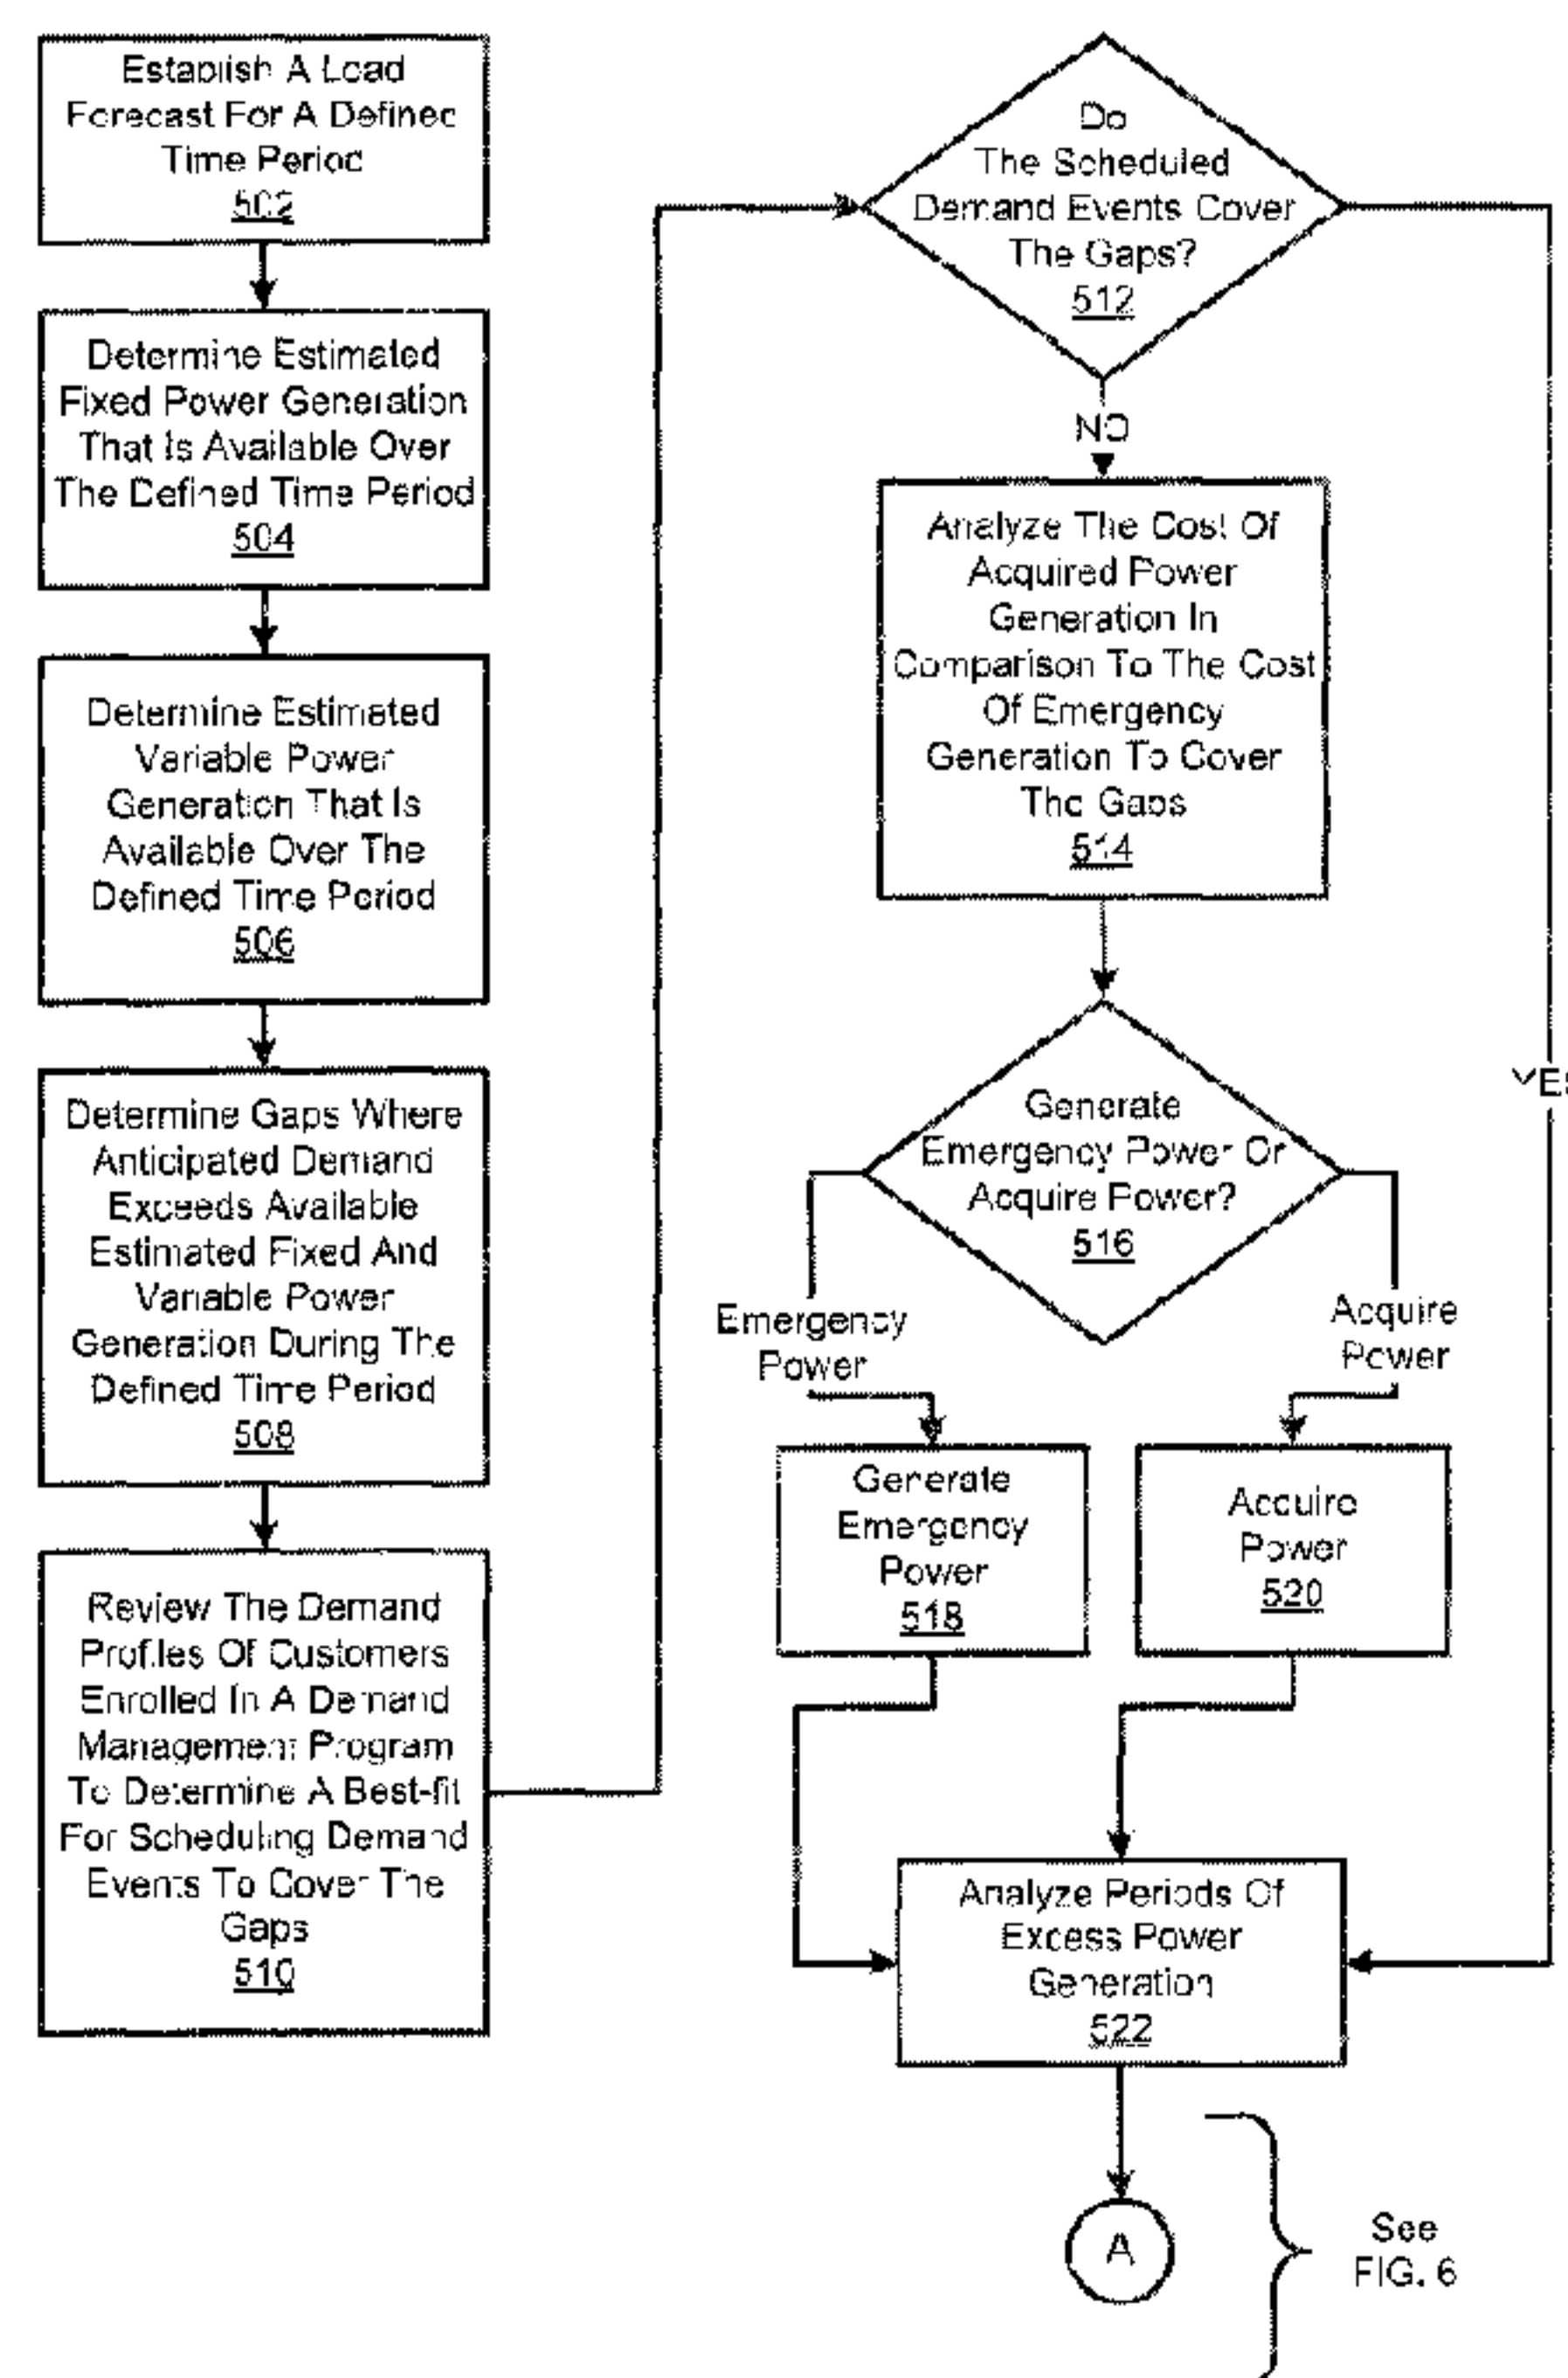 Establish A Load
Forecast For A Defined
Time Period
502
Determine Estimated
Fixed Power Generation
That Is Available Over
The Defined Time Period
504
Determine Estimated
Variable Power
Generation That Is
Available Over The
Defined Time Period
506
Determine Gaps Where
Anticipated Demand
Exceeds Available
Estimated Fixed And
Variable Power
Generation During The
Defined Time Period
508
Review The Demand
Profiles Of Customers
Enrolled In A Demand
Management Program
To Determine A Best-fit
For Scheduling Demand
Events To Cover The
Gaps
510
Do
The Scheduled
Demand Events Cover
The Gaps?
512
NO
Analyze The Cost Of
Acquired Power
Generation In
Comparison To The Cost
Of Emergency
Generation To Cover
The Gaps
514
YES
Generate
Emergency Power Or
Acquire Power?
516
Emergency
Power
Acquire
Power
Generate
Emergency
Power
518
Acquire
Power
520
Analyze Periods Of
Excess Power
Generation
522
A
See
FIG. 6